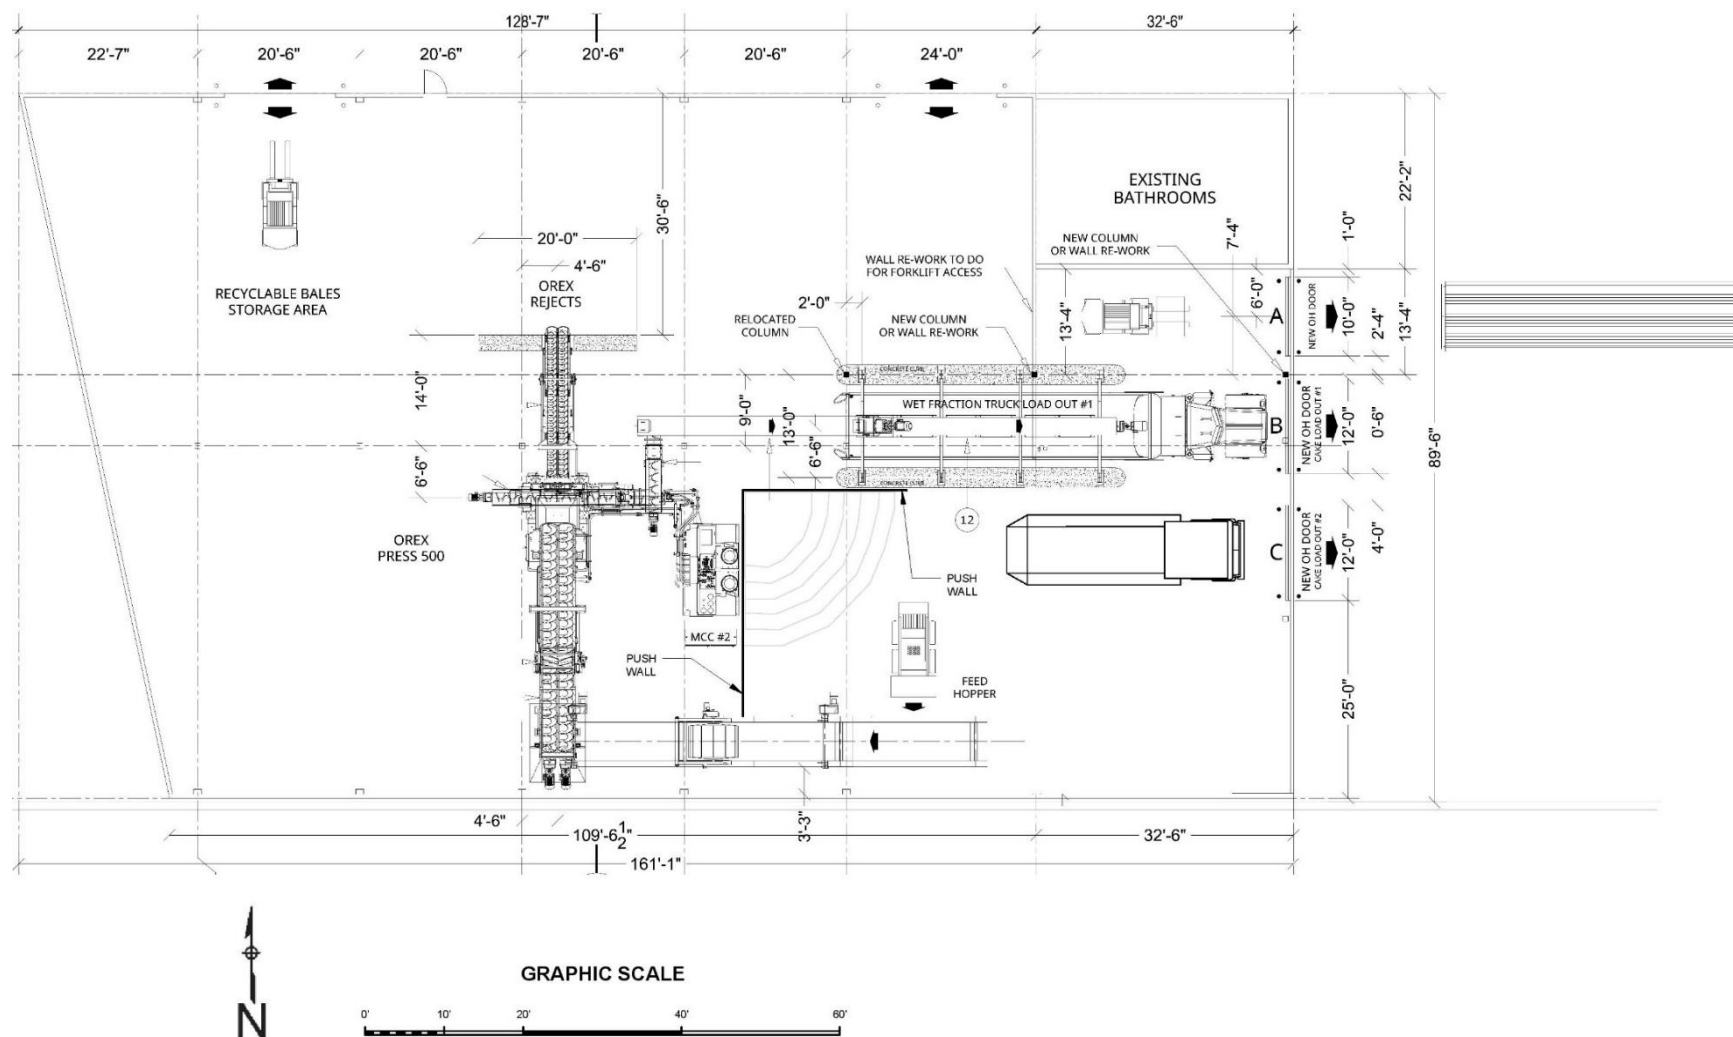 128'-7"
32'-6"
22'-7"
20'-6"
20'-6"
20'-6"
20'-6"
24'-0"
EXISTING
BATHROOMS
22'-2"
30'-6"
7'-4"
1'-0"
20'-0"
4'-6"
NEW COLUMN
OR WALL RE-WORK
WALL RE-WORK TO DO
FOR FORKLIFT ACCESS
OREX
REJECTS
RECYCLABLE BALES
STORAGE AREA
2'-0"
6'-0"
13'-4"
A
NEW OH DOOR
10'-0"
2'-4"
13'-4"
RELOCATED
COLUMN
NEW COLUMN
OR WALL RE-WORK
CONCRETE CURB
14'-0"
9'-0"
13'-0"
6'-6"
WET FRACTION TRUCK LOAD OUT #1
B
NEW OH DOOR
CAKE LOAD OUT #1
12'-0"
0'-6"
89'-6"
6'-6"
CONCRETE CURB
12
OREX
PRESS 500
C
NEW OH DOOR
CAKE LOAD OUT #2
12'-0"
4'-0"
PUSH
WALL
MCC #2
PUSH
WALL
FEED
HOPPER
25'-0"
4'-6"
109'-6 1/2"
3'-3"
32'-6"
161'-1"
N
GRAPHIC SCALE
0' 10' 20' 40' 60'